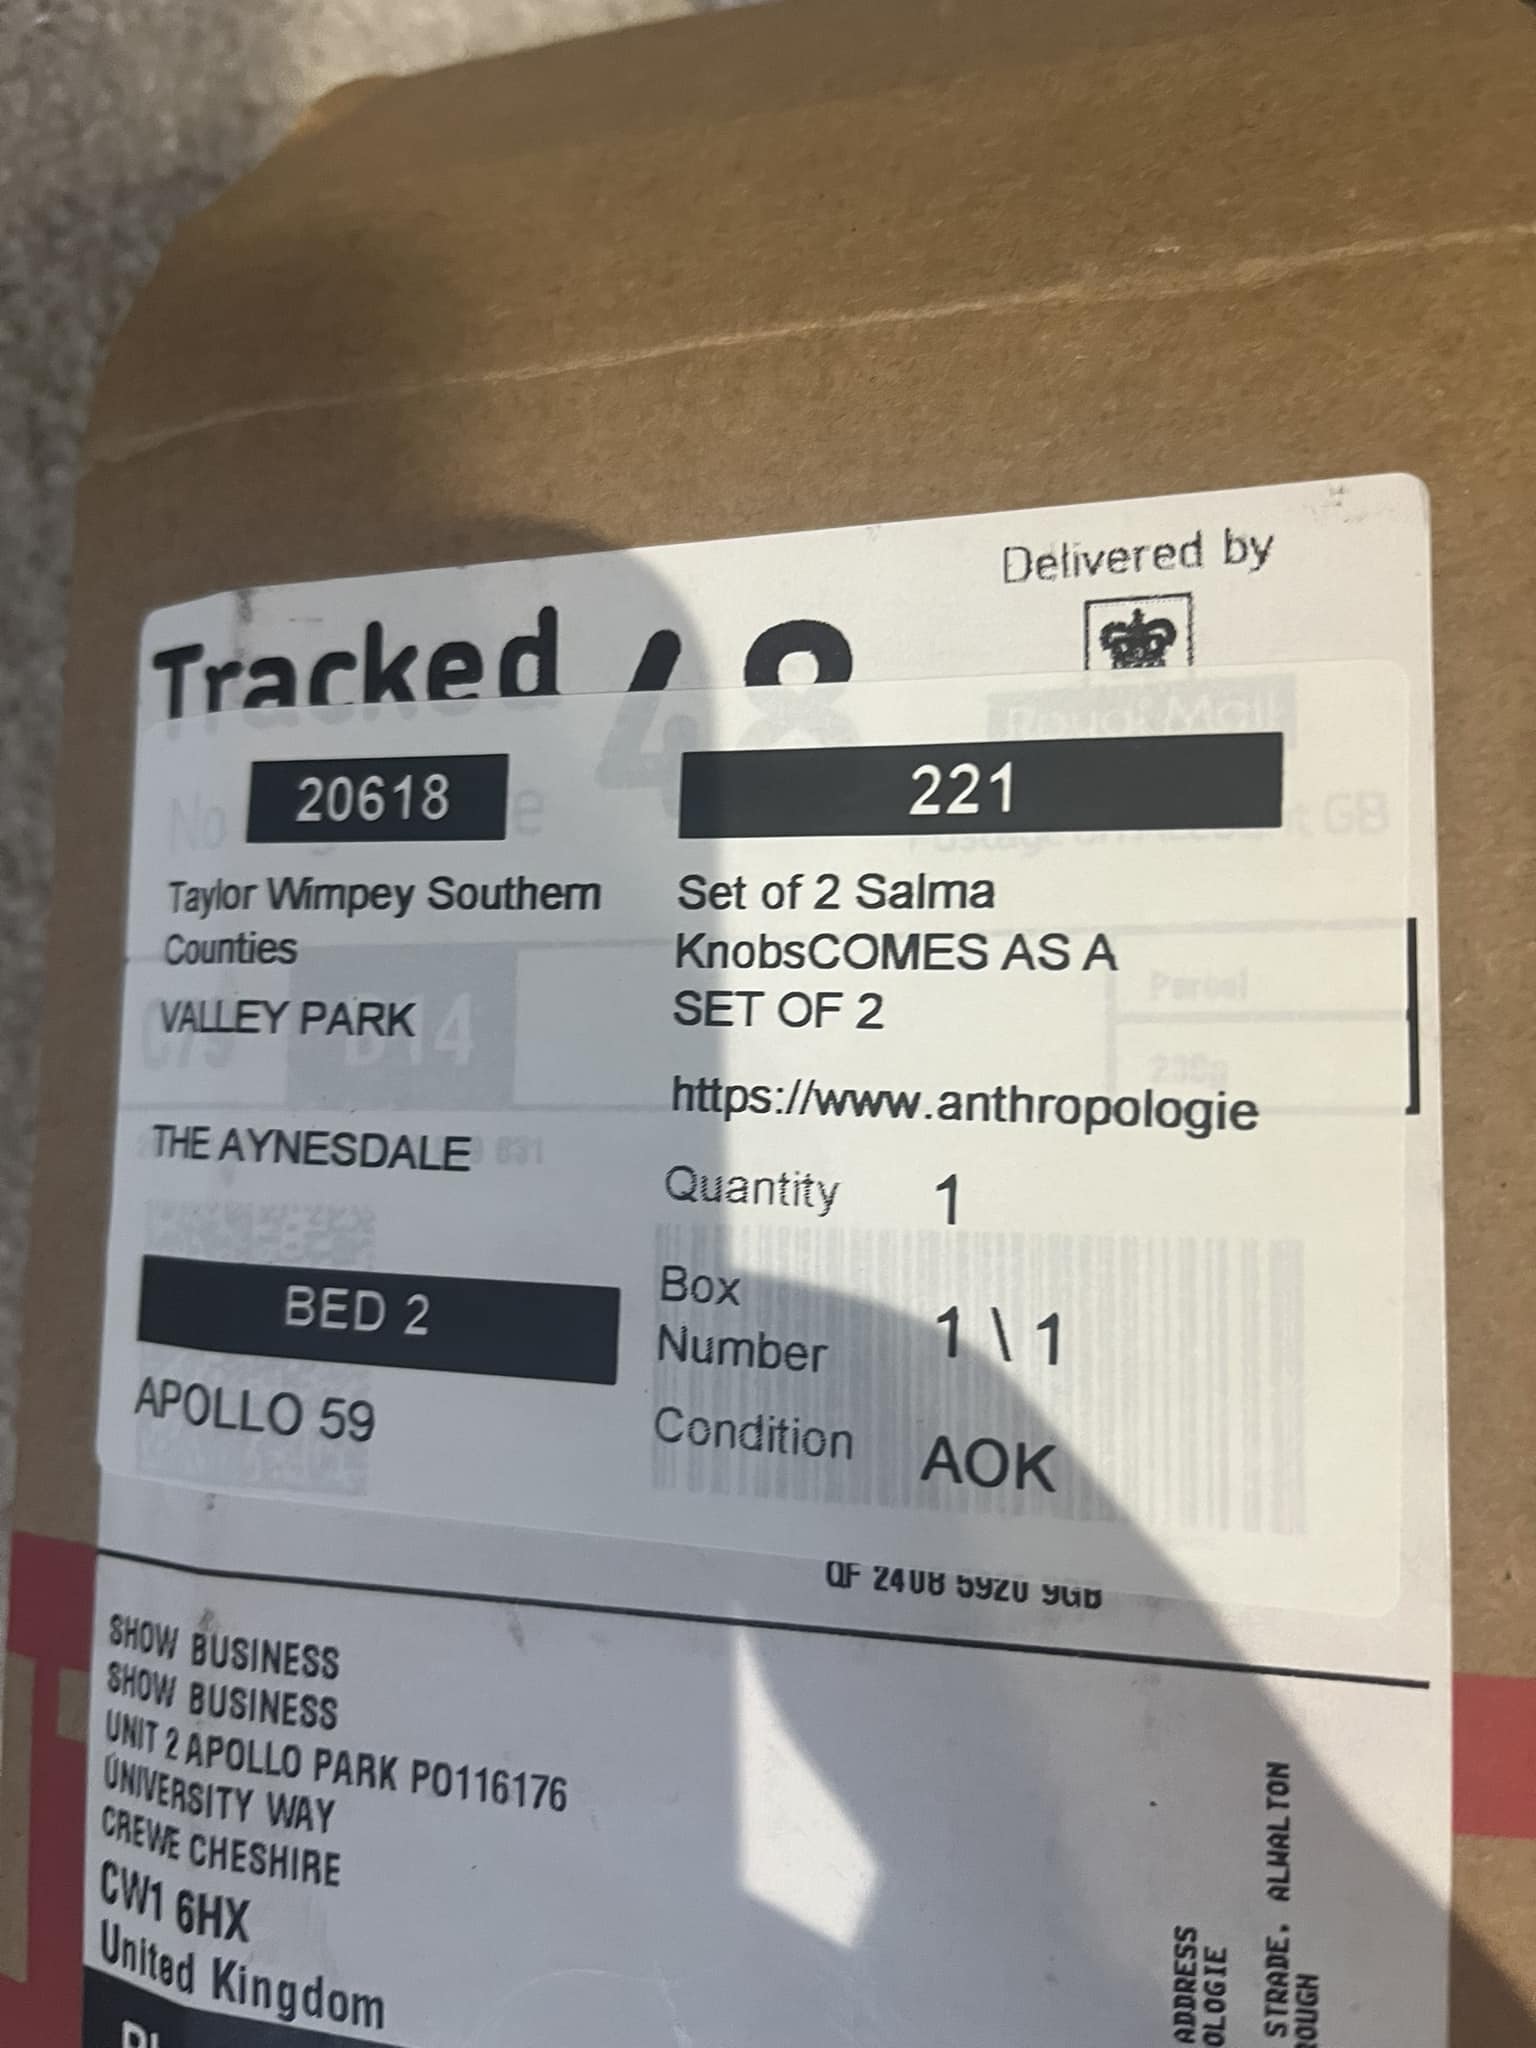 Delivered by
Tracked 48
Royal Mail
20618
221
Taylor Wimpey Southern
Counties
VALLEY PARK
THE AYNESDALE
BED 2
APOLLO 59
Set of 2 Salma
KnobsCOMES AS A
SET OF 2
https://www.anthropologie
Quantity 1
Box
Number 1 \ 1
Condition AOK
Parcel
QF 2408 5920 9GB
SHOW BUSINESS
SHOW BUSINESS
UNIT 2 APOLLO PARK PO116176
UNIVERSITY WAY
CREWE CHESHIRE
CW1 6HX
United Kingdom
ADDRESS
OLOGIE
STRADE, ALWALTON
ROUGH